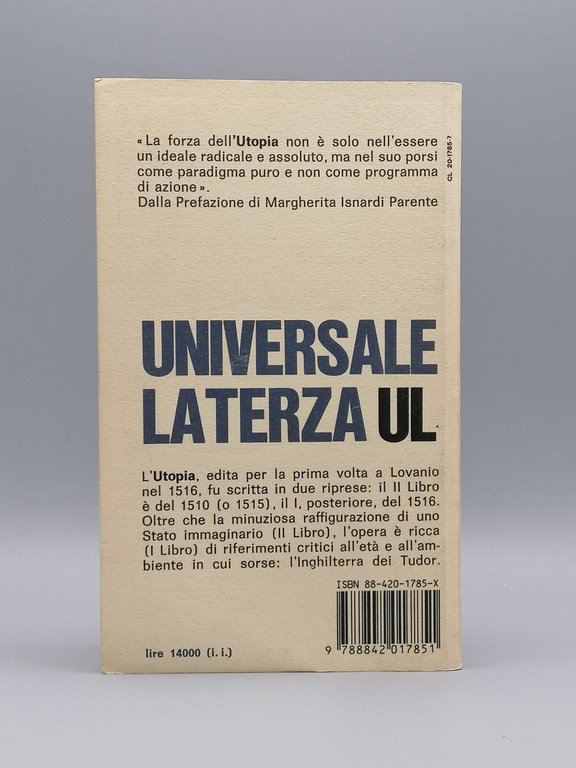 « La forza dell'Utopia non è solo nell'essere
un ideale radicale e assoluto, ma nel suo porsi
come paradigma puro e non come programma
di azione ».
Dalla Prefazione di Margherita Isnardi Parente
CL 20-1785-7
UNIVERSALE
LATERZA UL
L'Utopia, edita per la prima volta a Lovanio
nel 1516, fu scritta in due riprese: il II Libro
è del 1510 (o 1515), il I, posteriore, del 1516.
Oltre che la minuziosa raffigurazione di uno
Stato immaginario (II Libro), l'opera è ricca
(I Libro) di riferimenti critici all'età e all'am-
biente in cui sorse: l'Inghilterra dei Tudor.
ISBN 88-420-1785-X
9 788842 017851
lire 14000 (i. i.)